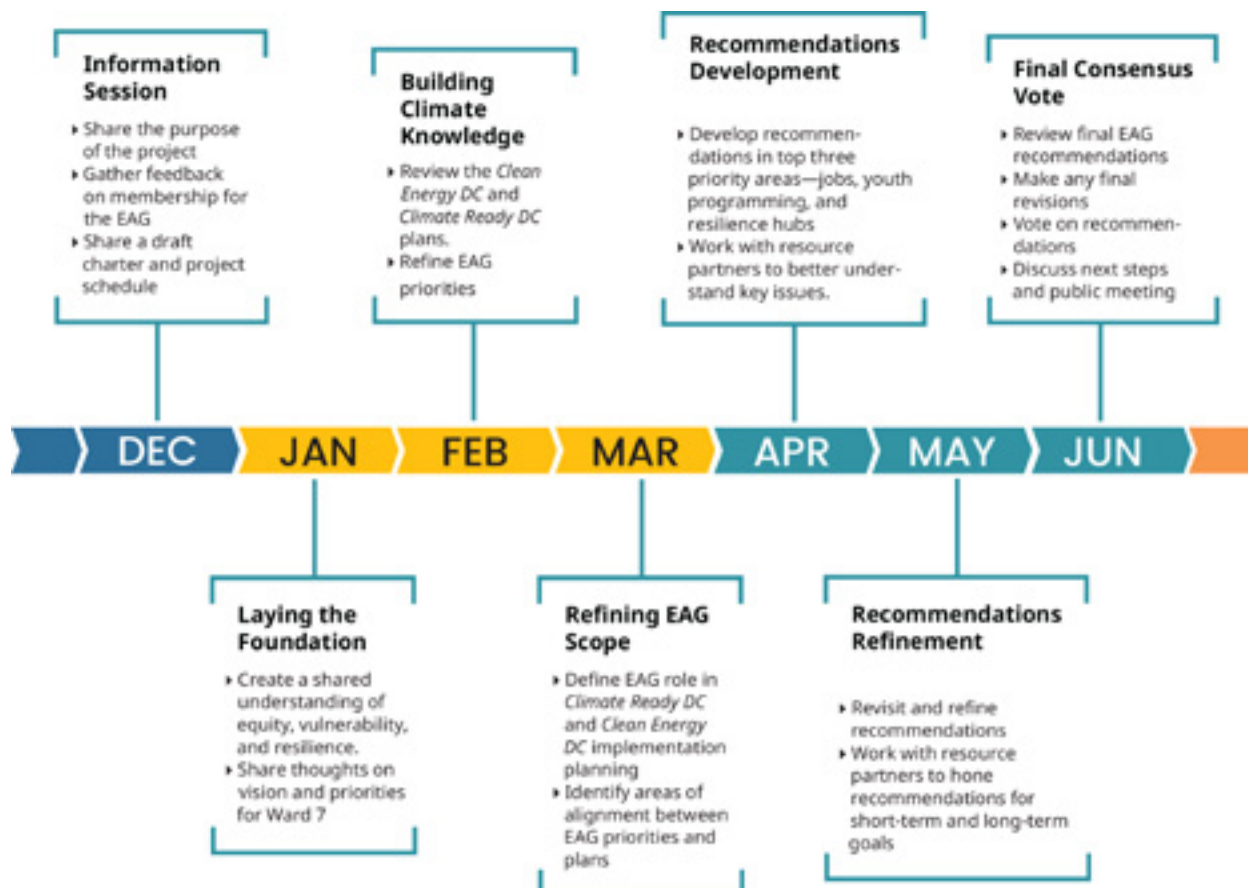 Information
Session
‣ Share the purpose
of the project
‣ Gather feedback
on membership for
the EAG
‣ Share a draft
charter and project
schedule
Building
Climate
Knowledge
‣ Review the Clean
Energy DC and
Climate Ready DC
plans.
‣ Refine EAG
priorities
Recommendations
Development
‣ Develop recommen-
dations in top three
priority areas—jobs, youth
programming, and
resilience hubs
‣ Work with resource
partners to better under-
stand key issues.
Final Consensus
Vote
‣ Review final EAG
recommendations
‣ Make any final
revisions
‣ Vote on recommen-
dations
‣ Discuss next steps
and public meeting
DEC JAN FEB MAR APR MAY JUN
Laying the
Foundation
‣ Create a shared
understanding of
equity, vulnerability,
and resilience.
‣ Share thoughts on
vision and priorities
for Ward 7
Refining EAG
Scope
‣ Define EAG role in
Climate Ready DC
and Clean Energy
DC implementation
planning
‣ Identify areas of
alignment between
EAG priorities and
plans
Recommendations
Refinement
‣ Revisit and refine
recommendations
‣ Work with resource
partners to hone
recommendations for
short-term and long-term
goals